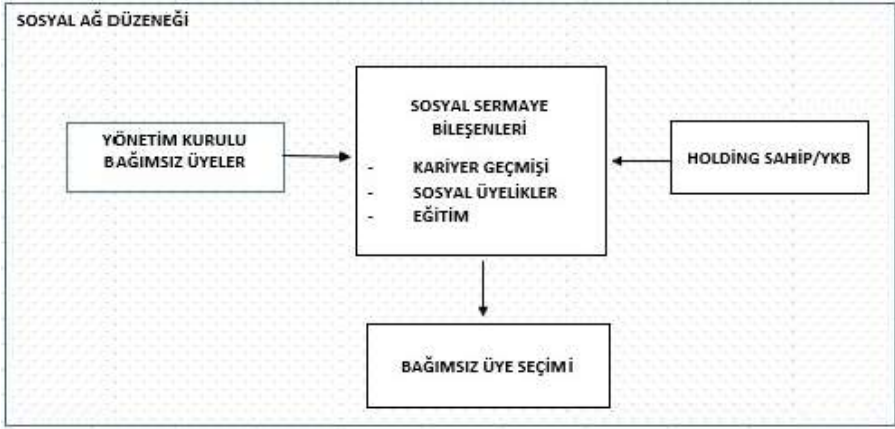 SOSYAL AĞ DÜZENEĞİ
YÖNETİM KURULU
BAĞIMSIZ ÜYELER
SOSYAL SERMAYE
BİLEŞENLERİ
- KARİYER GEÇMİŞİ
- SOSYAL ÜYELİKLER
- EĞİTİM
HOLDİNG SAHİP/YKB
BAĞIMSIZ ÜYE SEÇİMİ